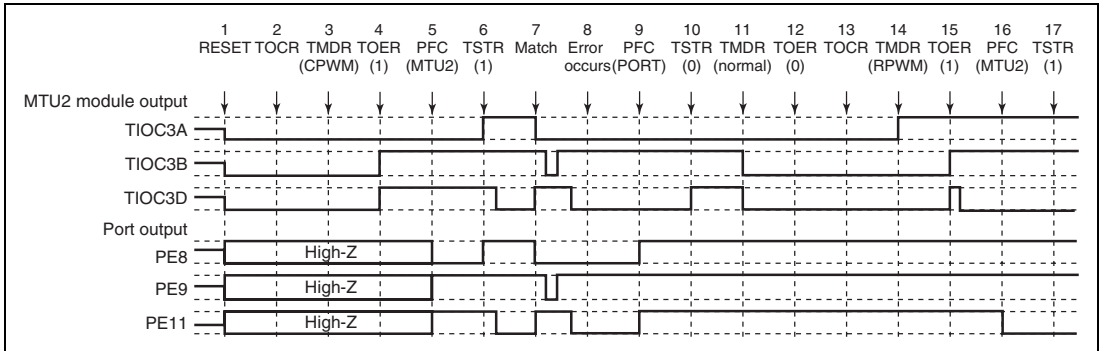 1 2 3 4 5 6 7 8 9 10 11 12 13 14 15 16 17
RESET TOCR TMDR TOER PFC TSTR Match Error PFC TSTR TMDR TOER TOCR TMDR TOER PFC TSTR
(CPWM) (1) (MTU2) (1) occurs (PORT) (0) (normal) (0) (RPWM) (1) (MTU2) (1)
MTU2 module output
TIOC3A
TIOC3B
TIOC3D
Port output
PE8 High-Z
PE9 High-Z
PE11 High-Z